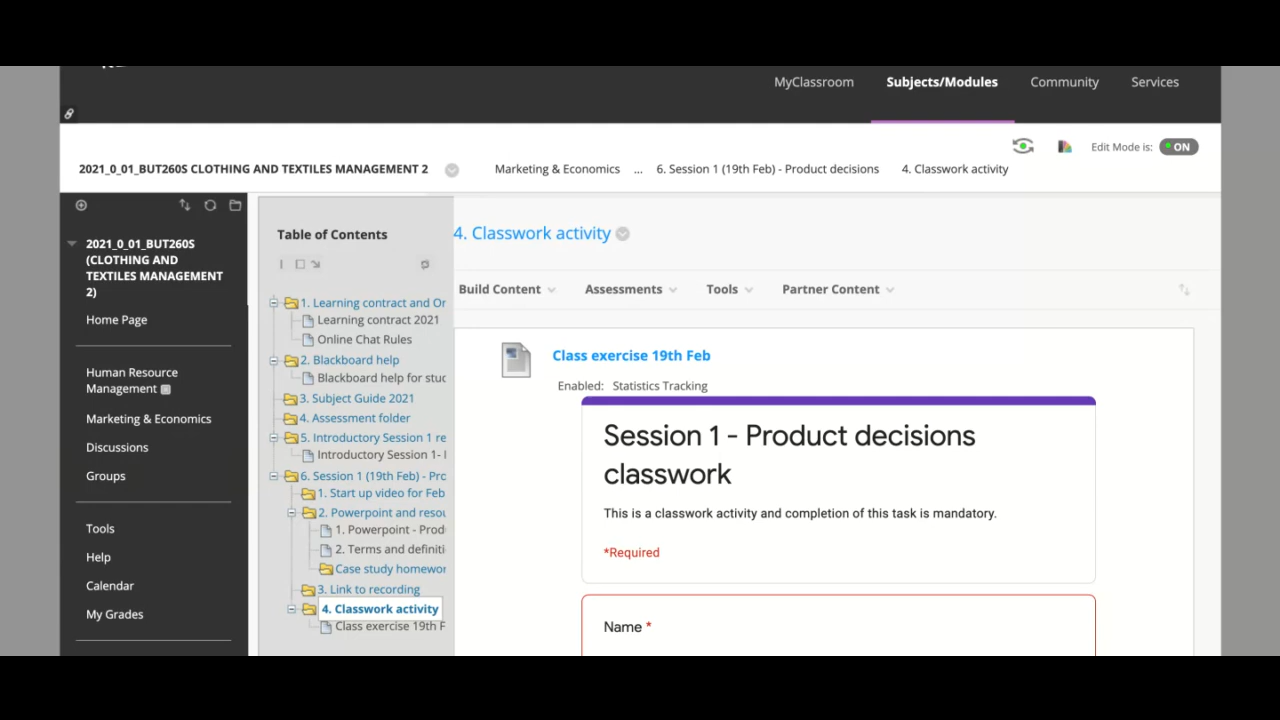 MyClassroom
Subjects/Modules
Community
Services
Edit Mode is:
ON
2021_0_01_BUT260S CLOTHING AND TEXTILES MANAGEMENT 2
Marketing & Economics
...
6. Session 1 (19th Feb) - Product decisions
4. Classwork activity
2021_0_01_BUT260S
(CLOTHING AND
TEXTILES MANAGEMENT
2)
Home Page
Human Resource
Management
Marketing & Economics
Discussions
Groups
Tools
Help
Calendar
My Grades
Table of Contents
1. Learning contract and Or
Learning contract 2021
Online Chat Rules
2. Blackboard help
Blackboard help for stuc
3. Subject Guide 2021
4. Assessment folder
5. Introductory Session 1 re
Introductory Session 1-
6. Session 1 (19th Feb) - Pro
1. Start up video for Feb
2. Powerpoint and resou
1. Powerpoint - Prod
2. Terms and definiti
Case study homewor
3. Link to recording
4. Classwork activity
Class exercise 19th F
4. Classwork activity
Build Content
Assessments
Tools
Partner Content
Class exercise 19th Feb
Enabled: Statistics Tracking
Session 1 - Product decisions
classwork
This is a classwork activity and completion of this task is mandatory.
*Required
Name *